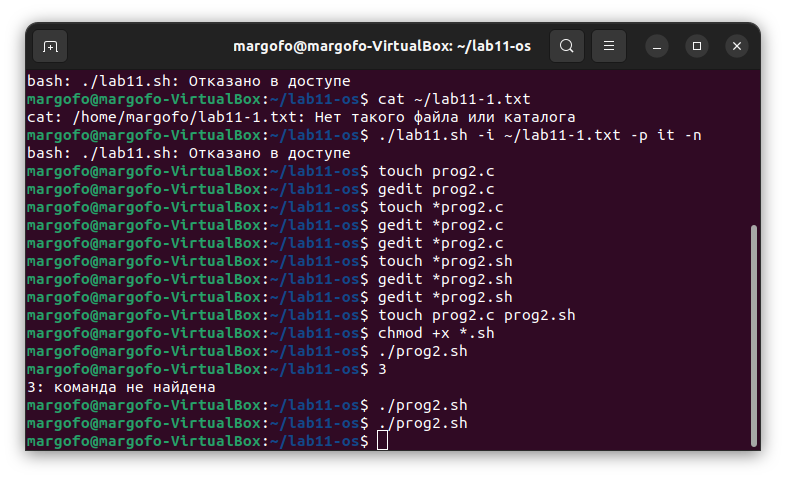 margofo@margofo-VirtualBox: ~/lab11-os
bash: ./lab11.sh: Отказано в доступе
margofo@margofo-VirtualBox:~/lab11-os$ cat ~/lab11-1.txt
cat: /home/margofo/lab11-1.txt: Нет такого файла или каталога
margofo@margofo-VirtualBox:~/lab11-os$ ./lab11.sh -i ~/lab11-1.txt -p it -n
bash: ./lab11.sh: Отказано в доступе
margofo@margofo-VirtualBox:~/lab11-os$ touch prog2.c
margofo@margofo-VirtualBox:~/lab11-os$ gedit prog2.c
margofo@margofo-VirtualBox:~/lab11-os$ touch *prog2.c
margofo@margofo-VirtualBox:~/lab11-os$ gedit *prog2.c
margofo@margofo-VirtualBox:~/lab11-os$ gedit *prog2.c
margofo@margofo-VirtualBox:~/lab11-os$ touch *prog2.sh
margofo@margofo-VirtualBox:~/lab11-os$ gedit *prog2.sh
margofo@margofo-VirtualBox:~/lab11-os$ gedit *prog2.sh
margofo@margofo-VirtualBox:~/lab11-os$ touch prog2.c prog2.sh
margofo@margofo-VirtualBox:~/lab11-os$ chmod +x *.sh
margofo@margofo-VirtualBox:~/lab11-os$ ./prog2.sh
margofo@margofo-VirtualBox:~/lab11-os$ 3
3: команда не найдена
margofo@margofo-VirtualBox:~/lab11-os$ ./prog2.sh
margofo@margofo-VirtualBox:~/lab11-os$ ./prog2.sh
margofo@margofo-VirtualBox:~/lab11-os$